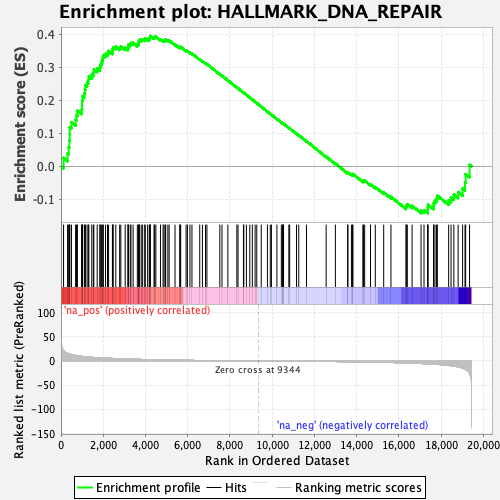 Enrichment plot: HALLMARK_DNA_REPAIR
Enrichment score (ES)
0.4
0.3
0.2
0.1
0.0
-0.1
'na_pos' (positively correlated)
Ranked list metric (PreRanked)
100
50
0
-50
-100
-150
Zero cross at 9344
'na_neg' (negatively correlated)
0
2,000
4,000
6,000
8,000
10,000
12,000
14,000
16,000
18,000
20,000
Rank in Ordered Dataset
Enrichment profile
Hits
Ranking metric scores